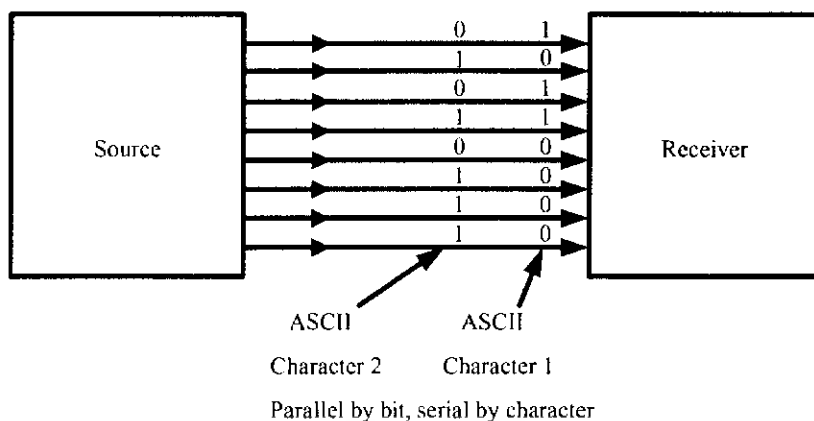 0 1
1 0
0 1
1 1
Source 0 0 Receiver
1 0
1 0
1 0
ASCII ASCII
Character 2 Character 1
Parallel by bit, serial by character